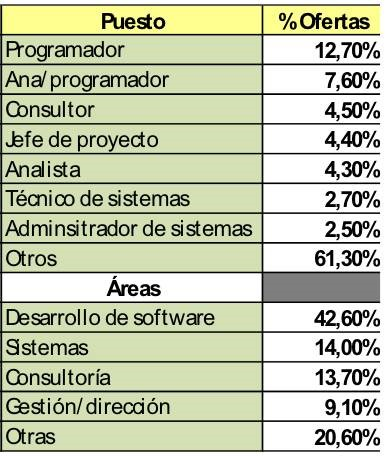 Puesto %Ofertas
Programador 12,70%
Ana/programador 7,60%
Consultor 4,50%
Jefe de proyecto 4,40%
Analista 4,30%
Técnico de sistemas 2,70%
Adminsitrador de sistemas 2,50%
Otros 61,30%
Áreas
Desarrollo de software 42,60%
Sistemas 14,00%
Consultoría 13,70%
Gestión/dirección 9,10%
Otras 20,60%